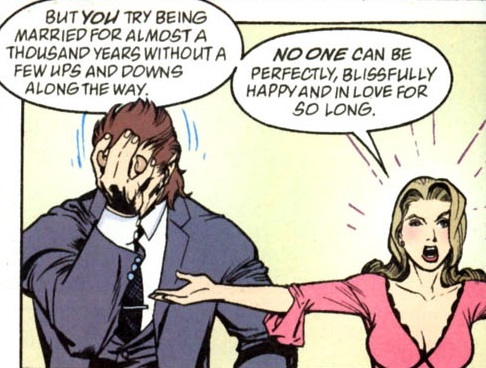 BUT YOU TRY BEING
MARRIED FOR ALMOST A
THOUSAND YEARS WITHOUT A
FEW UPS AND DOWNS
ALONG THE WAY.
NO ONE CAN BE
PERFECTLY, BLISSFULLY
HAPPY AND IN LOVE FOR
SO LONG.